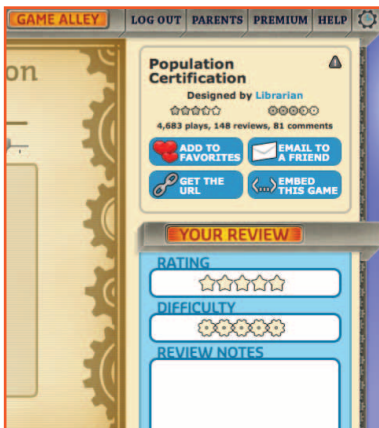 GAME ALLEY LOG OUT PARENTS PREMIUM HELP
on
Population
Certification
Designed by Librarian
4,683 plays, 148 reviews, 81 comments
ADD TO
FAVORITES
EMAIL TO
A FRIEND
GET THE
URL
<...> EMBED
THIS GAME
YOUR REVIEW
RATING
DIFFICULTY
REVIEW NOTES